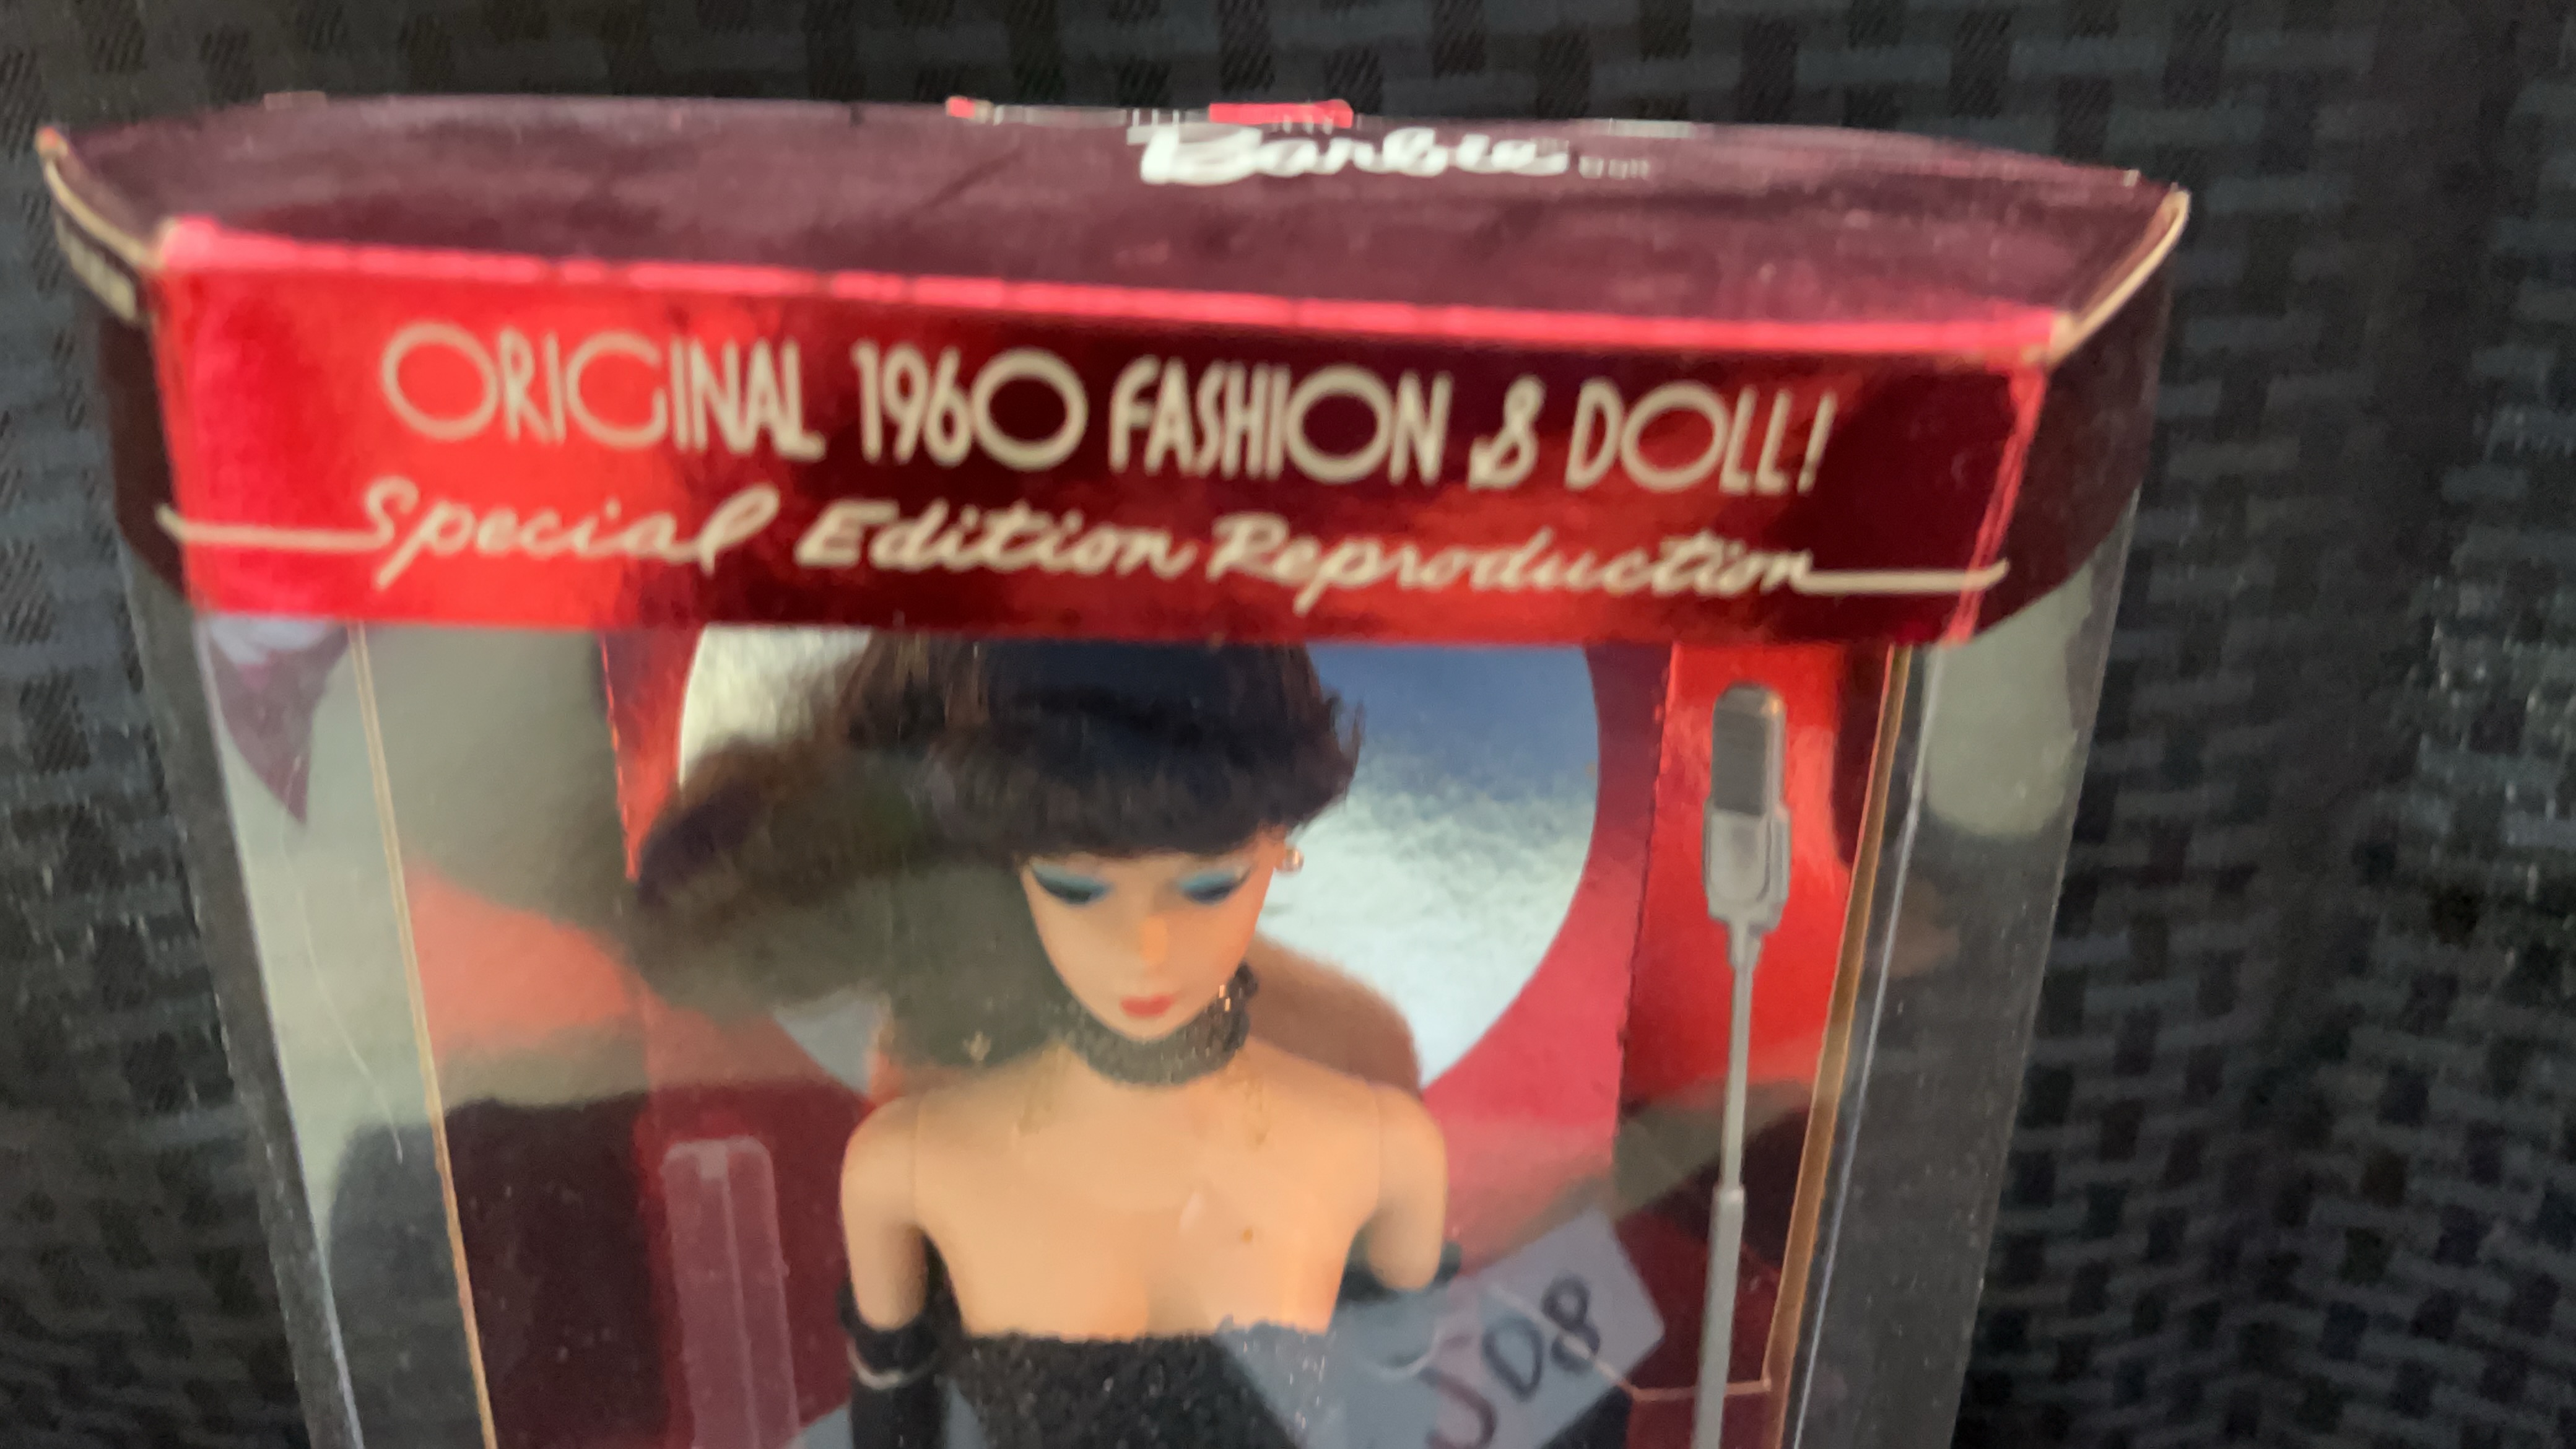 Barbie
ORIGINAL 1960 FASHION & DOLL!
Special Edition Reproduction